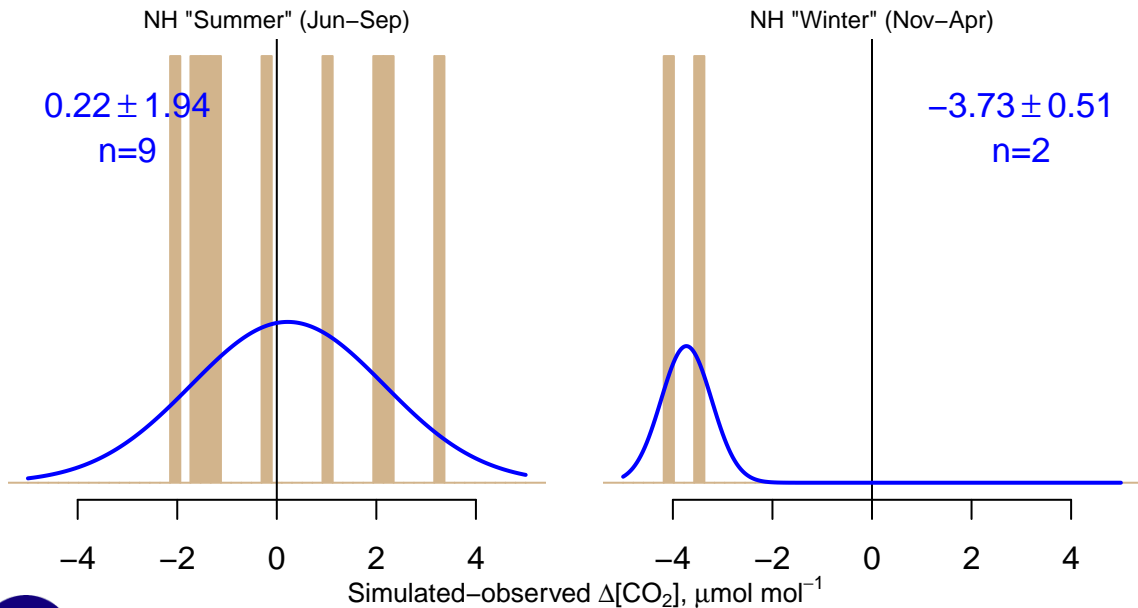 NH "Summer" (Jun−Sep)
0.22 ± 1.94
n=9
−4 −2 0 2 4
NH "Winter" (Nov−Apr)
−3.73 ± 0.51
n=2
−4 −2 0 2 4
Simulated−observed Δ[CO₂], μmol mol⁻¹